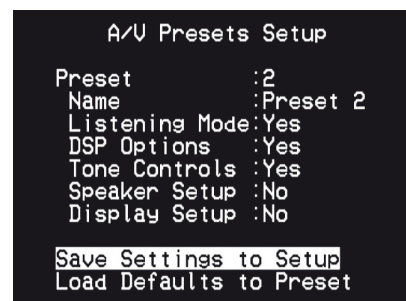 A/V Presets Setup
Preset :2
Name :Preset 2
Listening Mode:Yes
DSP Options :Yes
Tone Controls :Yes
Speaker Setup :No
Display Setup :No
Save Settings to Setup
Load Defaults to Preset